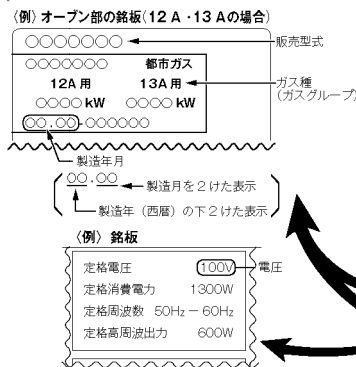 〈例〉オーブン部の銘板(12A・13Aの場合)
○○○○○○○
販売型式
○○○○○○○ 都市ガス
12A用 13A用
ガス種
(ガスグループ)
○○○○kW ○○○○kW
○○.○○-○○○○○○
製造年月
○○.○○
製造月を2けた表示
製造年(西暦)の下2けた表示
〈例〉銘板
定格電圧 100V
電圧
定格消費電力 1300W
定格周波数 50Hz－60Hz
定格高周波出力 600W